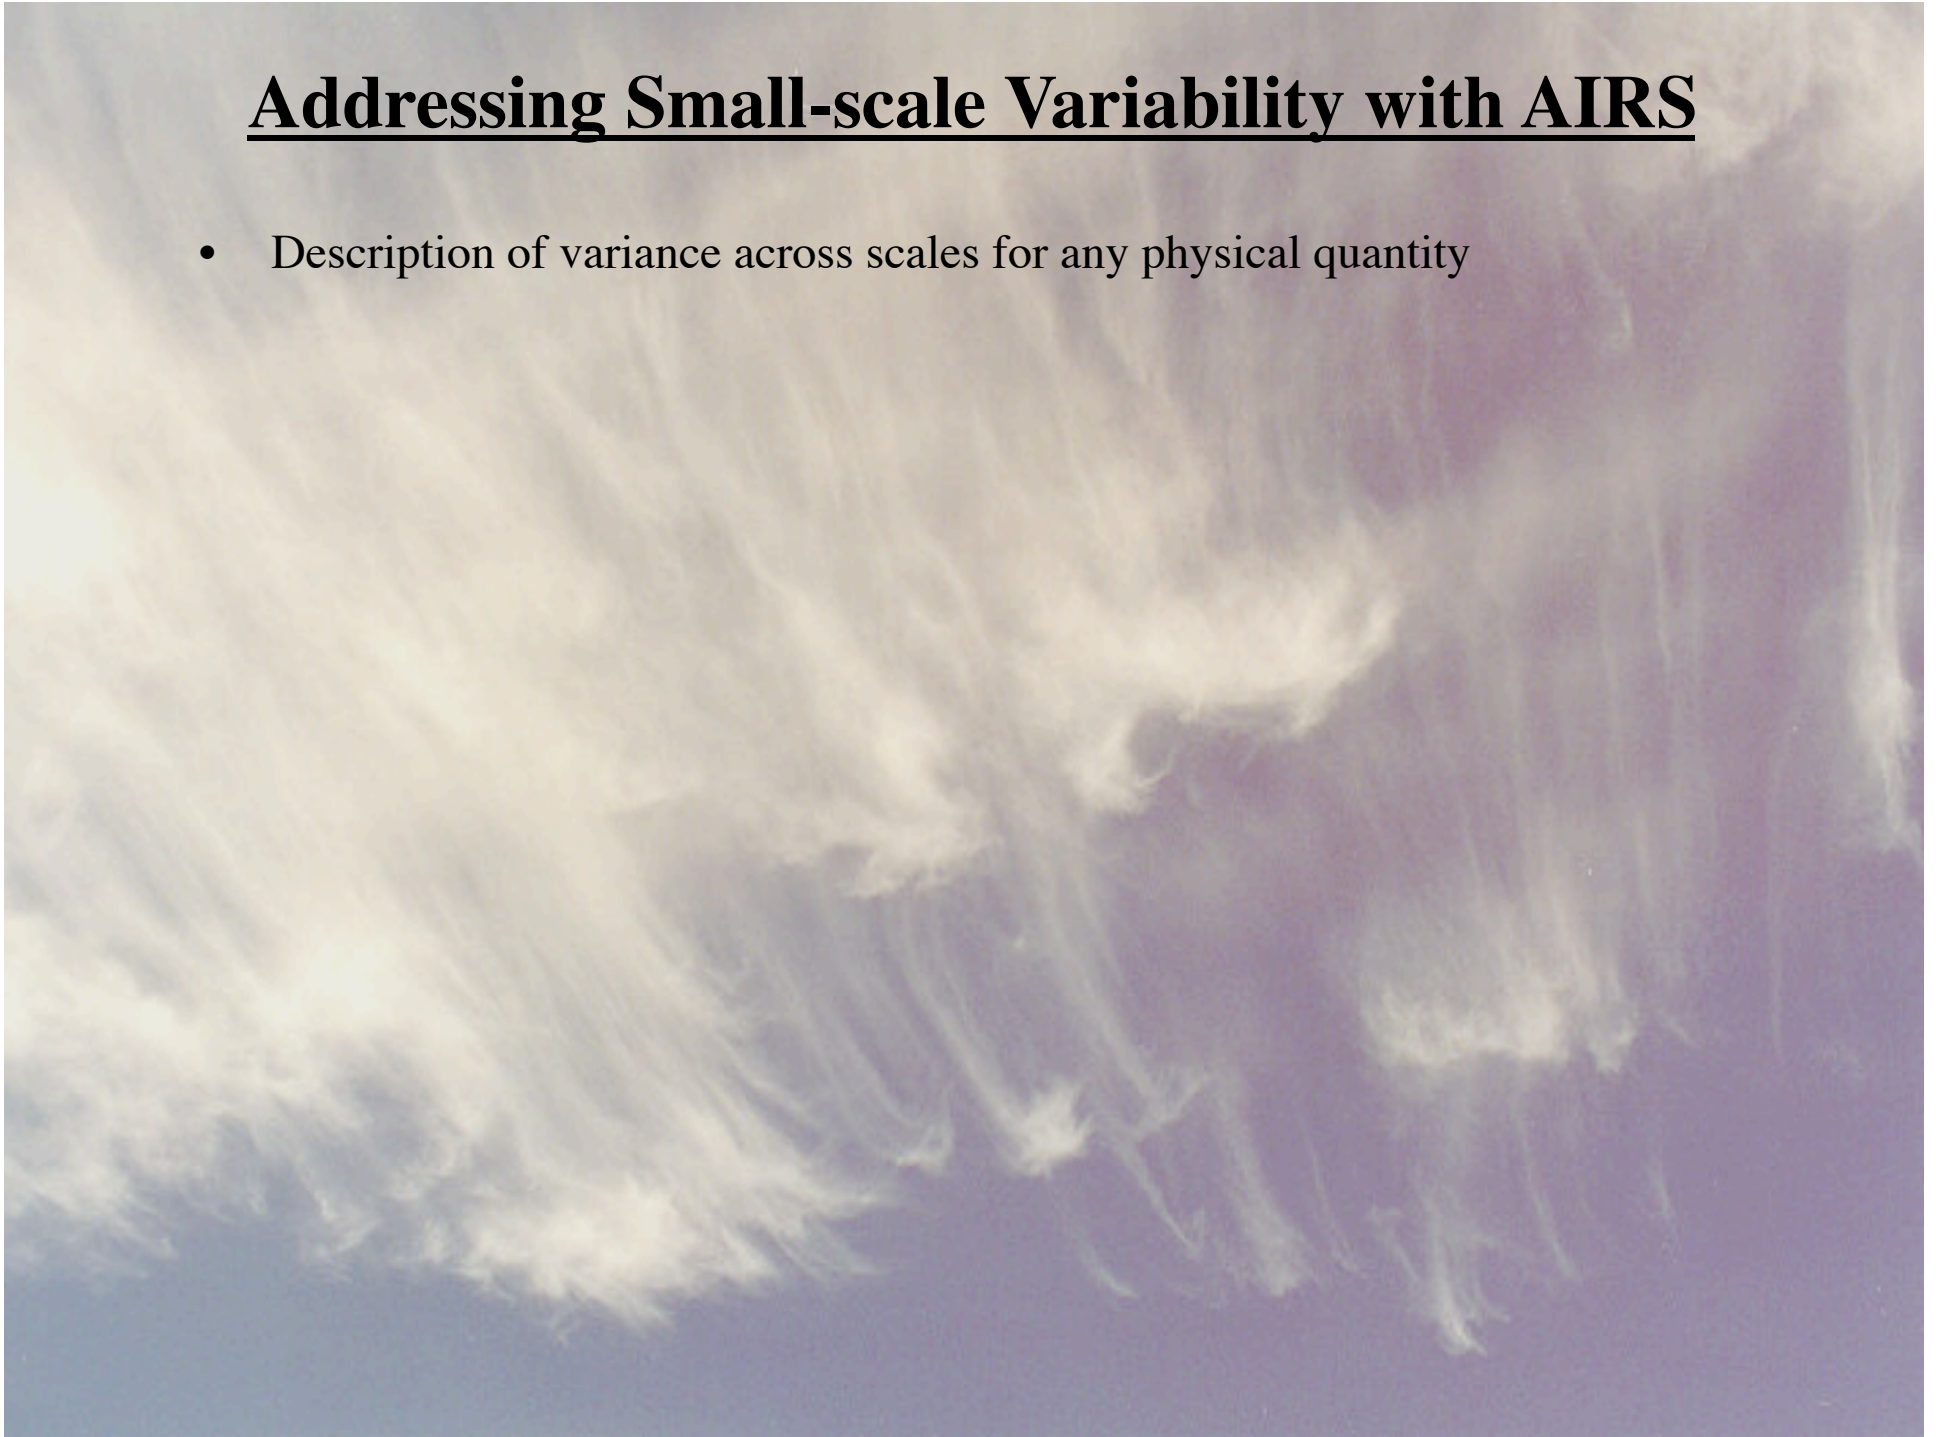 Addressing Small-scale Variability with AIRS
• Description of variance across scales for any physical quantity